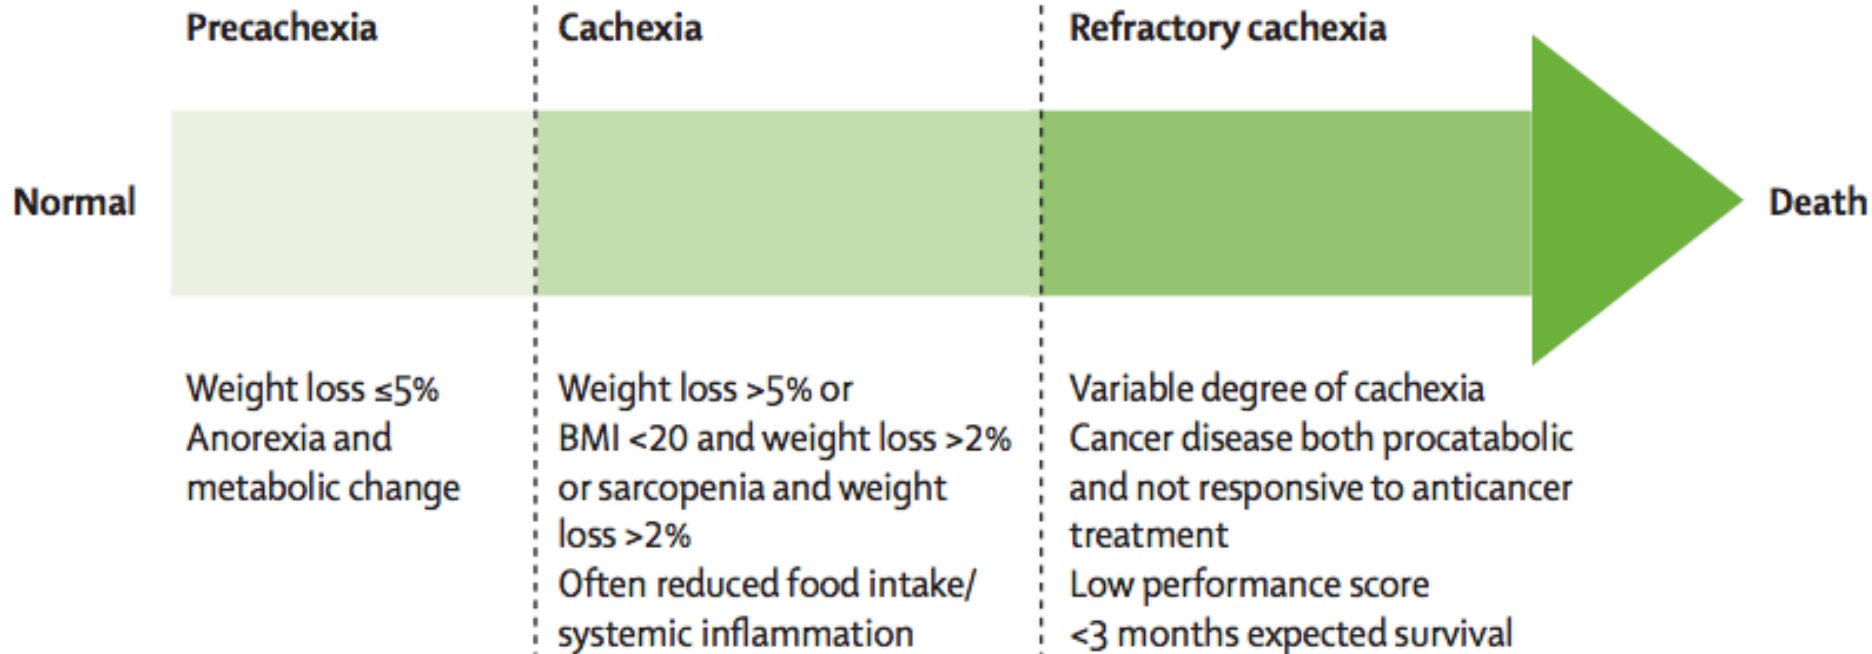 Precachexia
Cachexia
Refractory cachexia
Normal
Death
Weight loss ≤5%
Anorexia and
metabolic change
Weight loss >5% or
BMI <20 and weight loss >2%
or sarcopenia and weight
loss >2%
Often reduced food intake/
systemic inflammation
Variable degree of cachexia
Cancer disease both procatabolic
and not responsive to anticancer
treatment
Low performance score
<3 months expected survival